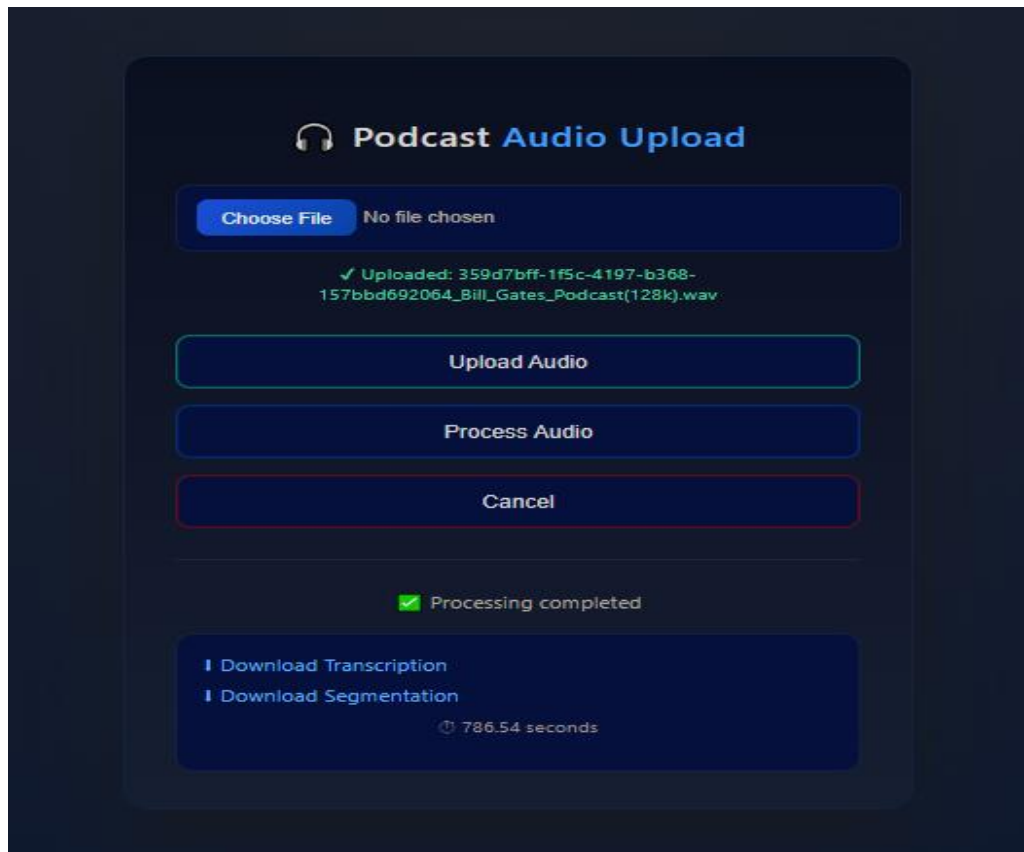 🎧 Podcast Audio Upload
Choose File No file chosen
✓ Uploaded: 359d7bff-1f5c-4197-b368-
157bbd692064_Bill_Gates_Podcast(128k).wav
Upload Audio
Process Audio
Cancel
✅ Processing completed
⬇ Download Transcription
⬇ Download Segmentation
⏱ 786.54 seconds